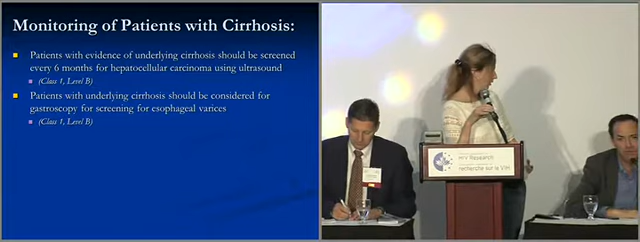 Monitoring of Patients with Cirrhosis:
Patients with evidence of underlying cirrhosis should be screened
every 6 months for hepatocellular carcinoma using ultrasound
(Class 1, Level B)
Patients with underlying cirrhosis should be considered for
gastroscopy for screening for esophageal varices
(Class 1, Level B)
HIV Research
recherche sur le VIH